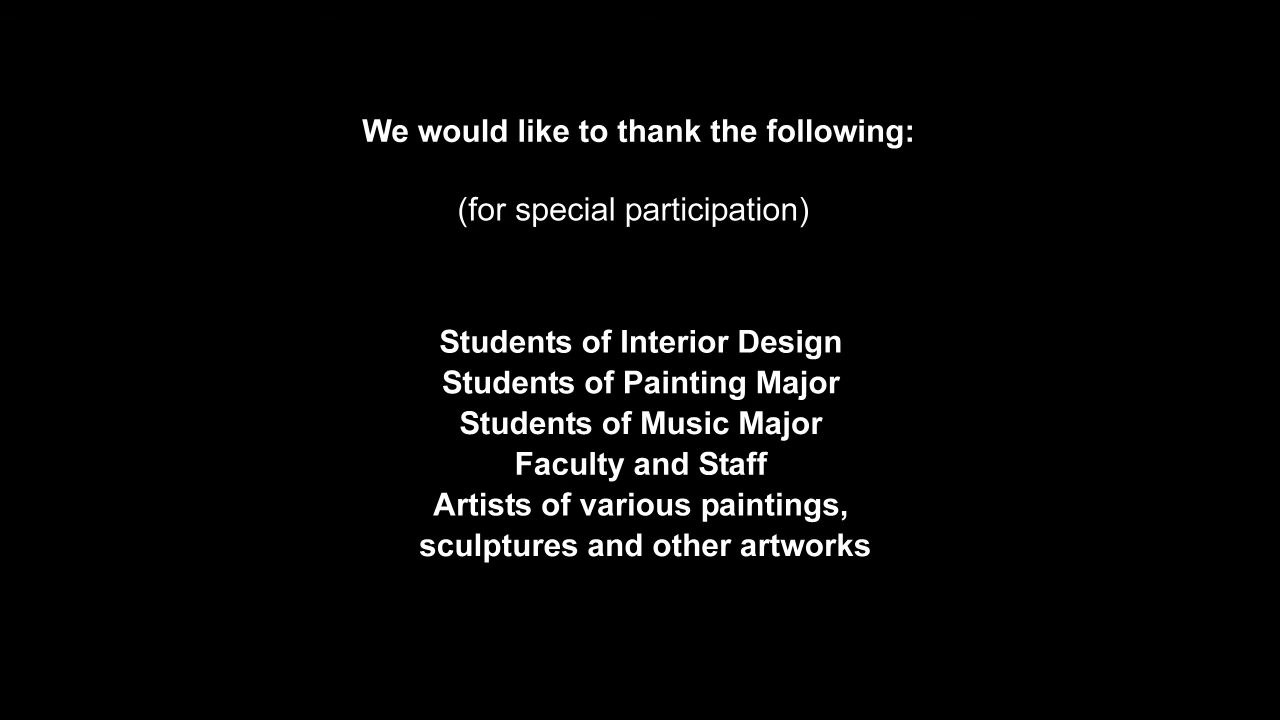 We would like to thank the following:
(for special participation)
Students of Interior Design
Students of Painting Major
Students of Music Major
Faculty and Staff
Artists of various paintings,
sculptures and other artworks